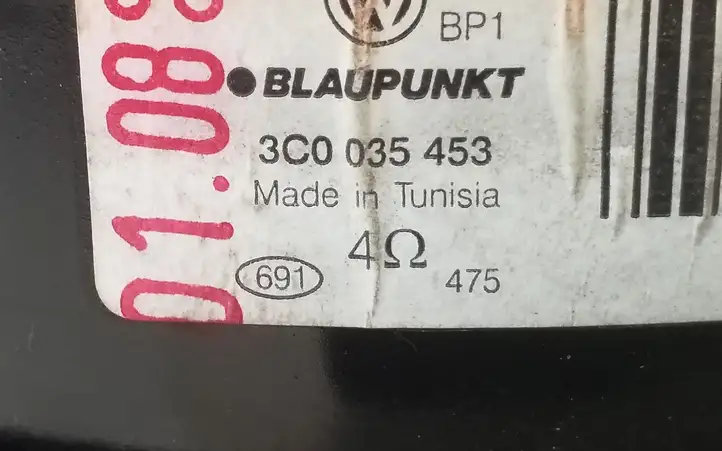 BP1
BLAUPUNKT
3C0 035 453
Made in Tunisia
4Ω
691
475
01.08